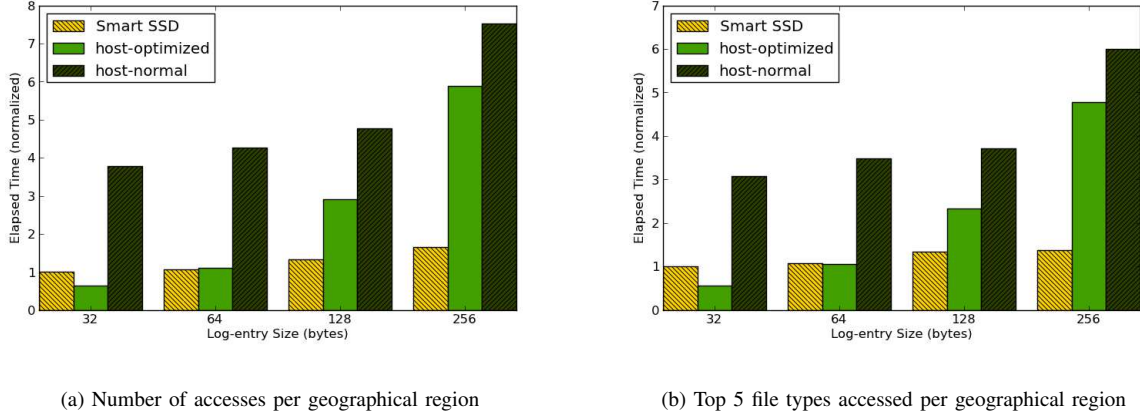 8
7
6
5
4
3
2
1
0
Elapsed Time (normalized)
Smart SSD
host-optimized
host-normal
32 64 128 256
Log-entry Size (bytes)
(a) Number of accesses per geographical region
7
6
5
4
3
2
1
0
Elapsed Time (normalized)
Smart SSD
host-optimized
host-normal
32 64 128 256
Log-entry Size (bytes)
(b) Top 5 file types accessed per geographical region